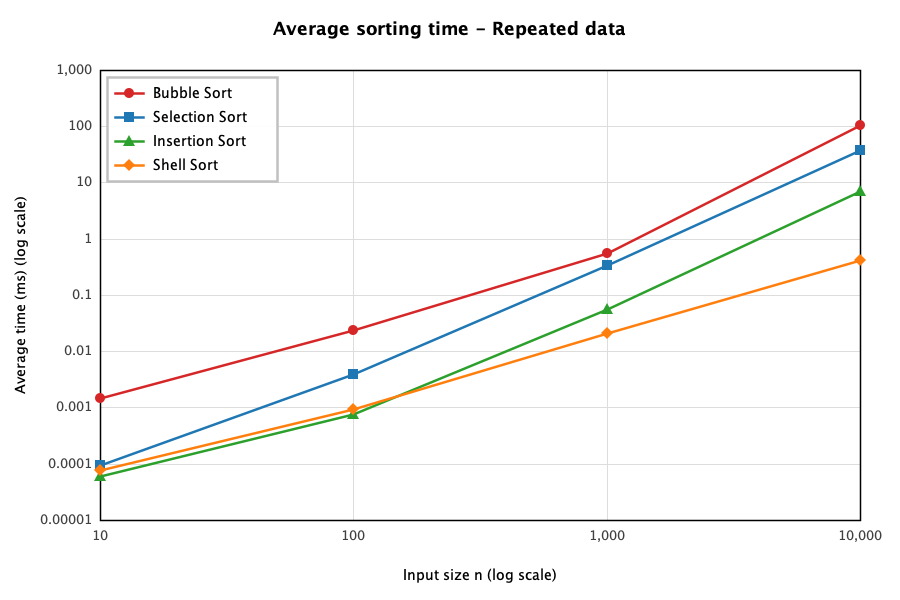 Average sorting time – Repeated data
1,000
100
10
1
0.1
0.01
0.001
0.0001
0.00001
Bubble Sort
Selection Sort
Insertion Sort
Shell Sort
Average time (ms) (log scale)
10
100
1,000
10,000
Input size n (log scale)